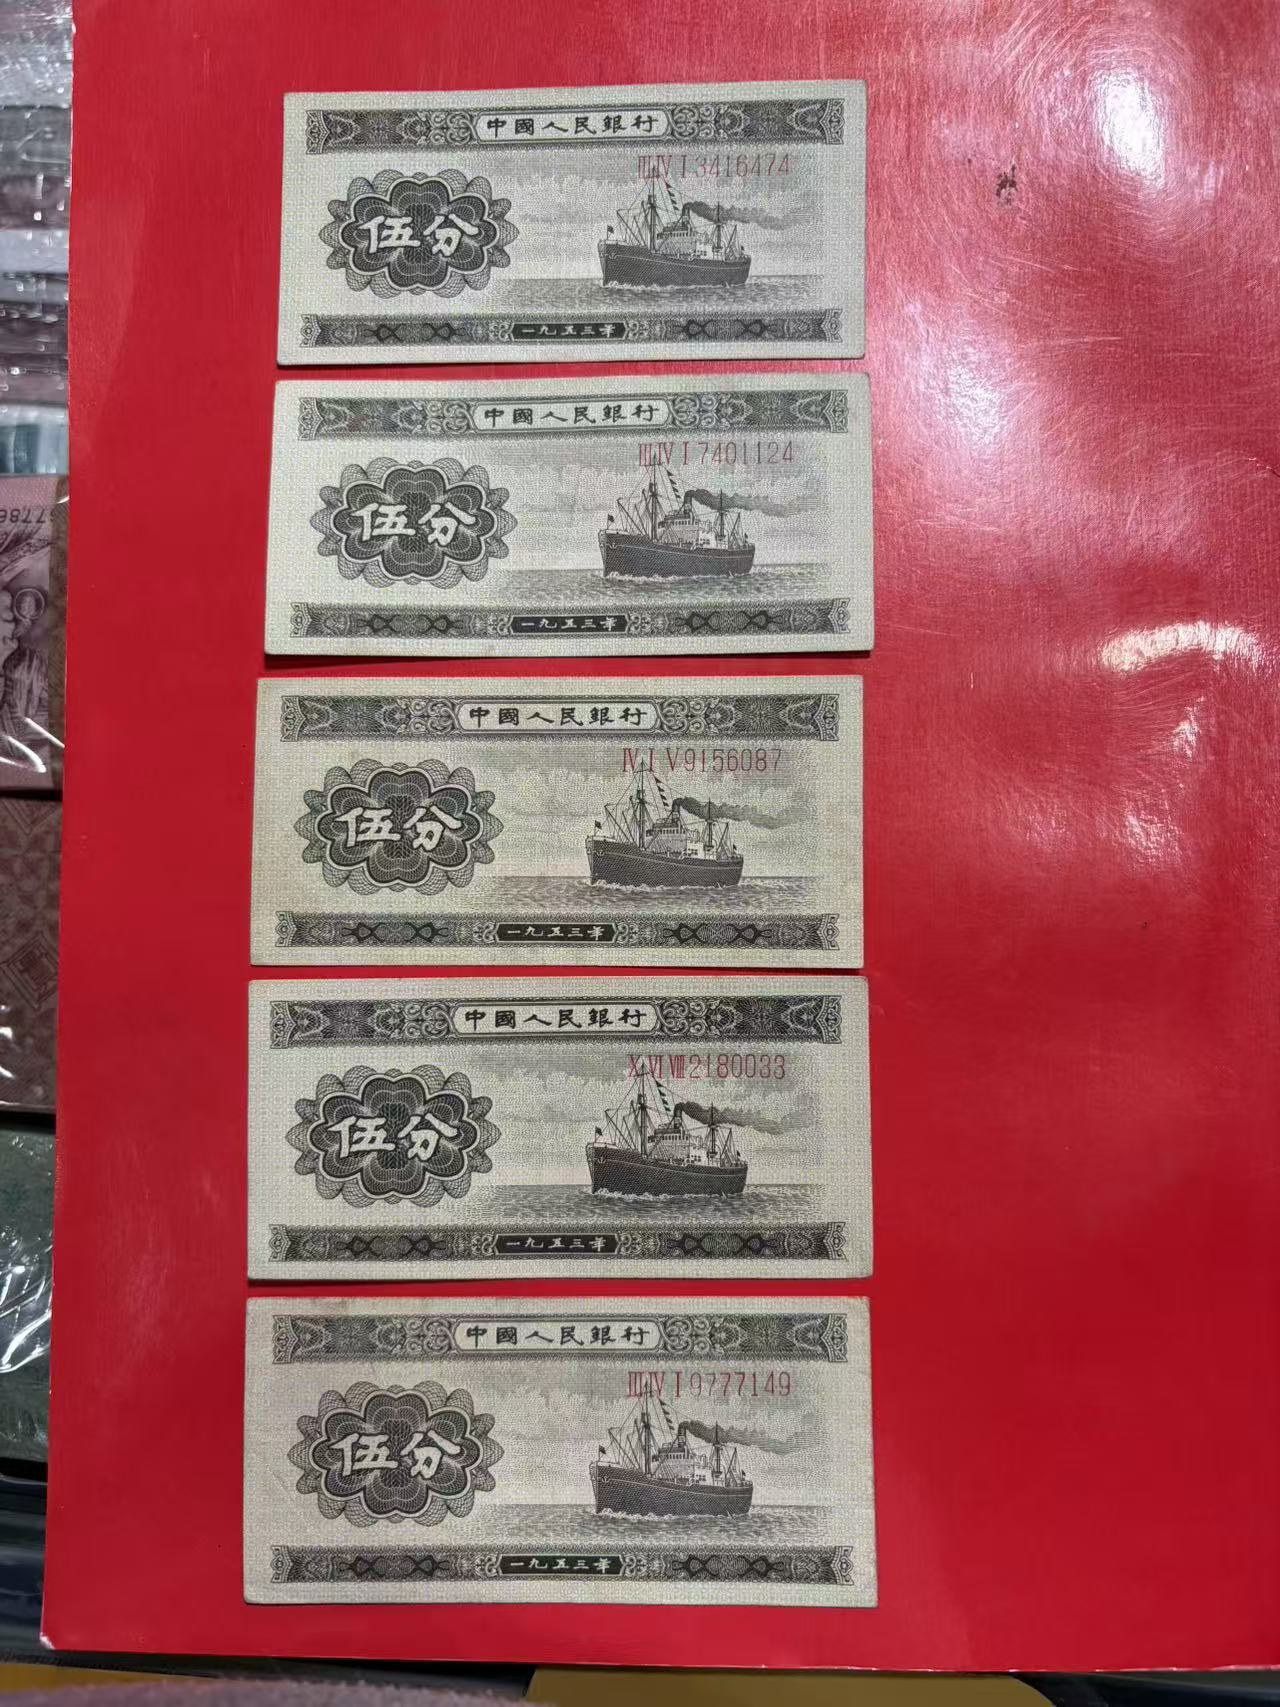 中國人民銀行
III IV I 3416474
伍分
一九五三年
中國人民銀行
III IV I 7401124
伍分
一九五三年
中國人民銀行
IV I V 9156087
伍分
一九五三年
中國人民銀行
X VI VIII 2180033
伍分
一九五三年
中國人民銀行
III IV I 9777149
伍分
一九五三年